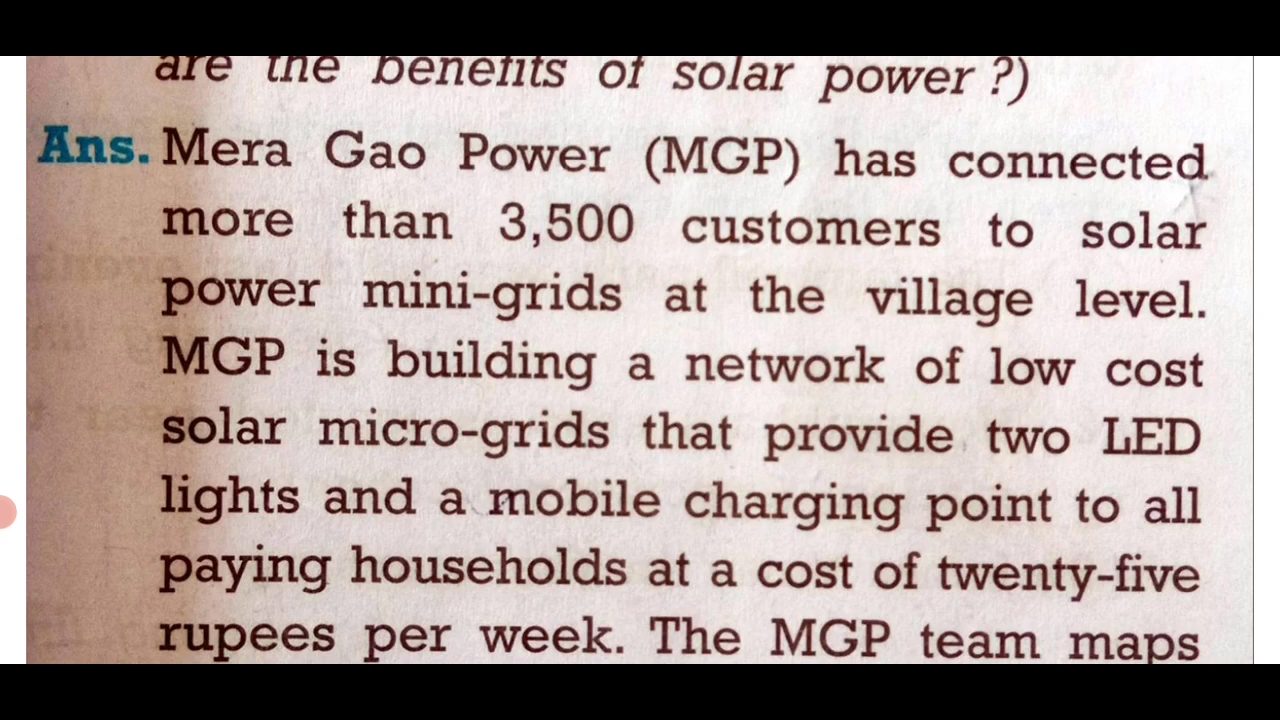 are the benefits of solar power ?)
Ans. Mera Gao Power (MGP) has connected
more than 3,500 customers to solar
power mini-grids at the village level.
MGP is building a network of low cost
solar micro-grids that provide two LED
lights and a mobile charging point to all
paying households at a cost of twenty-five
rupees per week. The MGP team maps